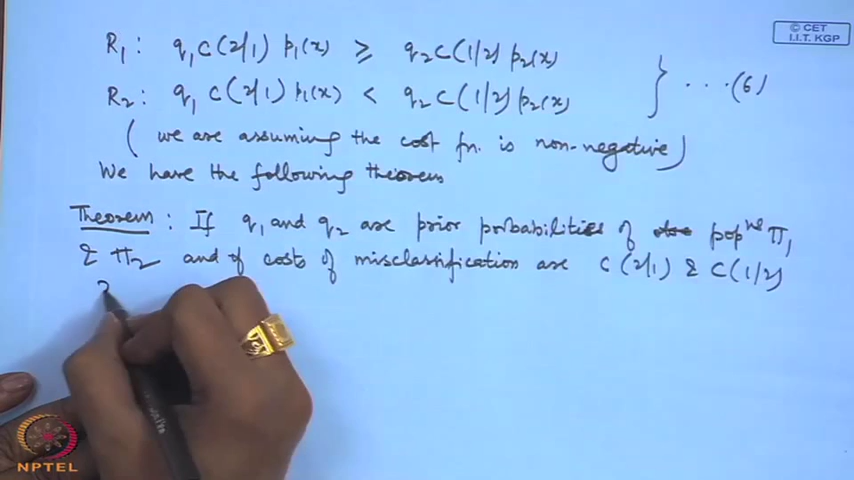 © CET
I.I.T. KGP
R₁ : q₁ C(2/1) p₁(x) ≥ q₂ C(1/2) p₂(x)
R₂ : q₁ C(2/1) p₁(x) < q₂ C(1/2) p₂(x) } ...(6)
( we are assuming the cost fn. is non-negative )
We have the following theorem
Theorem : If q₁ and q₂ are prior probabilities of popⁿˢ Π₁
& Π₂ and if costs of misclassification are C(2/1) & C(1/2)
NPTEL